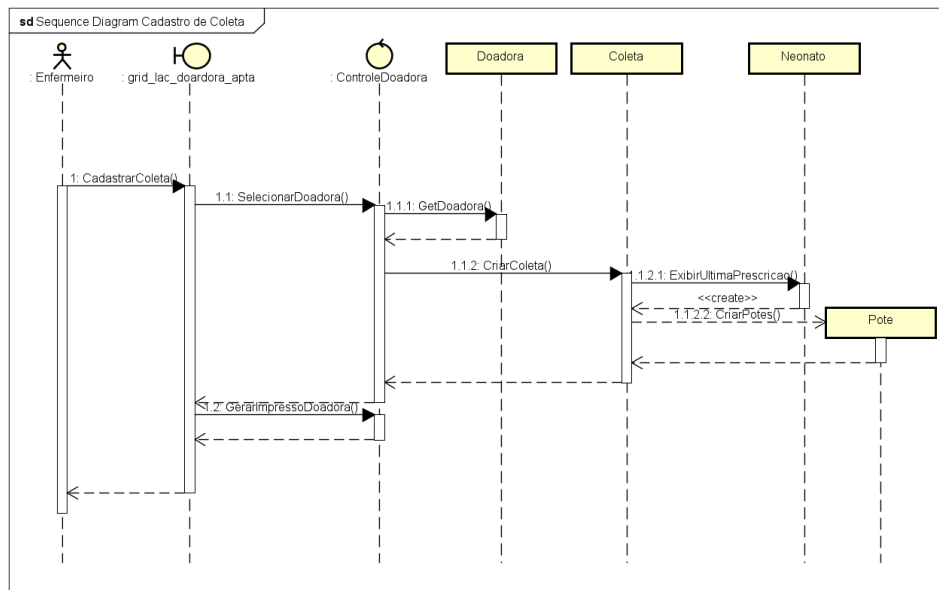 sd Sequence Diagram Cadastro de Coleta
: Enfermeiro
: grid_lac_doardora_apta
: ControleDoadora
Doadora
Coleta
Neonato
1: CadastrarColeta()
1.1: SelecionarDoadora()
1.1.1: GetDoadora()
1.1.2: CriarColeta()
1.1.2.1: ExibirUltimaPrescricao()
<<create>>
1.1.2.2: CriarPotes()
Pote
1.2: GerarImpressoDoadora()